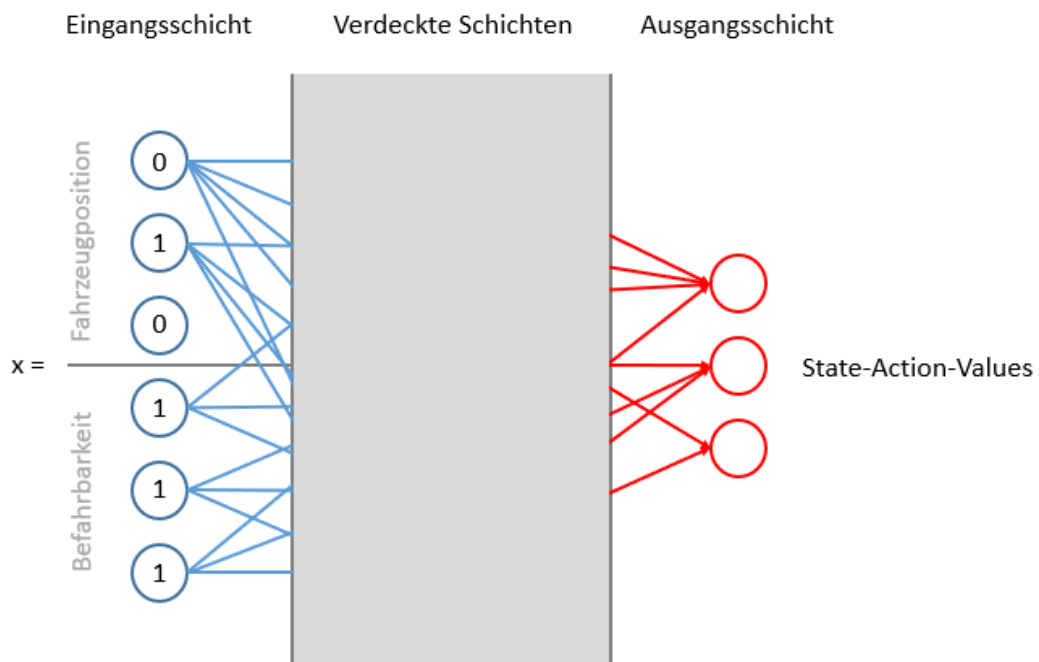 Eingangsschicht
Verdeckte Schichten
Ausgangsschicht
Fahrzeugposition
0
1
0
x =
State-Action-Values
Befahrbarkeit
1
1
1